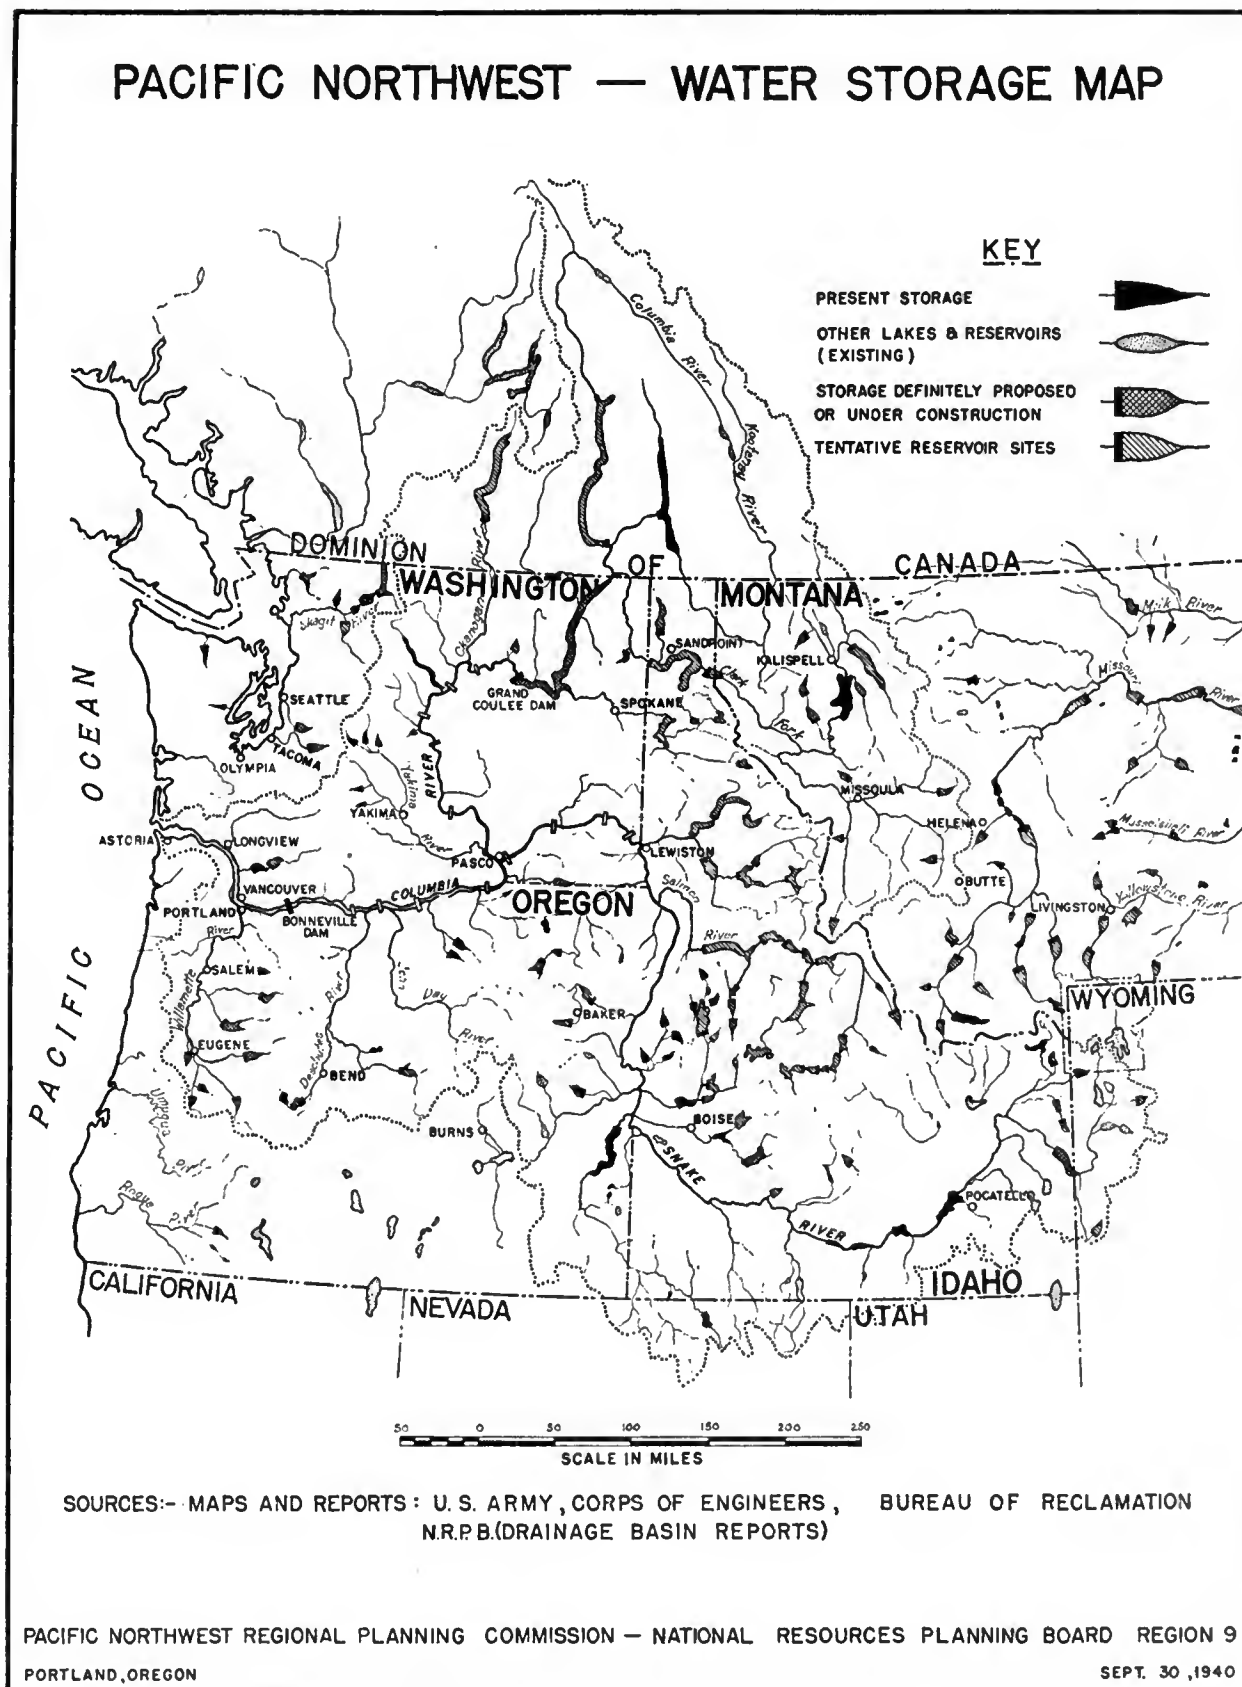 PACIFIC NORTHWEST — WATER STORAGE MAP
KEY
PRESENT STORAGE
OTHER LAKES & RESERVOIRS
(EXISTING)
STORAGE DEFINITELY PROPOSED
OR UNDER CONSTRUCTION
TENTATIVE RESERVOIR SITES
Columbia
River
Kootenay
River
DOMINION
OF
CANADA
WASHINGTON
MONTANA
Skagit River
Okanogan River
Milk River
SANDPOINT
KALISPELL
Clark
Fork
Missouri
River
SEATTLE
GRAND
COULEE DAM
SPOKANE
TACOMA
OLYMPIA
PACIFIC OCEAN
RIVER
Yakima
River
YAKIMA
MISSOULA
HELENA
Musselshell River
ASTORIA
LONGVIEW
PASCO
LEWISTON
VANCOUVER
COLUMBIA
OREGON
Salmon
River
BUTTE
LIVINGSTON
Yellowstone River
PORTLAND
BONNEVILLE
DAM
River
Willamette
SALEM
River
Deschutes
John
Day
River
BAKER
WYOMING
EUGENE
BEND
Umpqua
River
BURNS
BOISE
SNAKE
RIVER
POCATELLO
Rogue
River
CALIFORNIA
NEVADA
UTAH
IDAHO
50 0 50 100 150 200 250
SCALE IN MILES
SOURCES:- MAPS AND REPORTS: U.S. ARMY, CORPS OF ENGINEERS, BUREAU OF RECLAMATION
N.R.P.B.(DRAINAGE BASIN REPORTS)
PACIFIC NORTHWEST REGIONAL PLANNING COMMISSION — NATIONAL RESOURCES PLANNING BOARD REGION 9
PORTLAND, OREGON
SEPT. 30, 1940